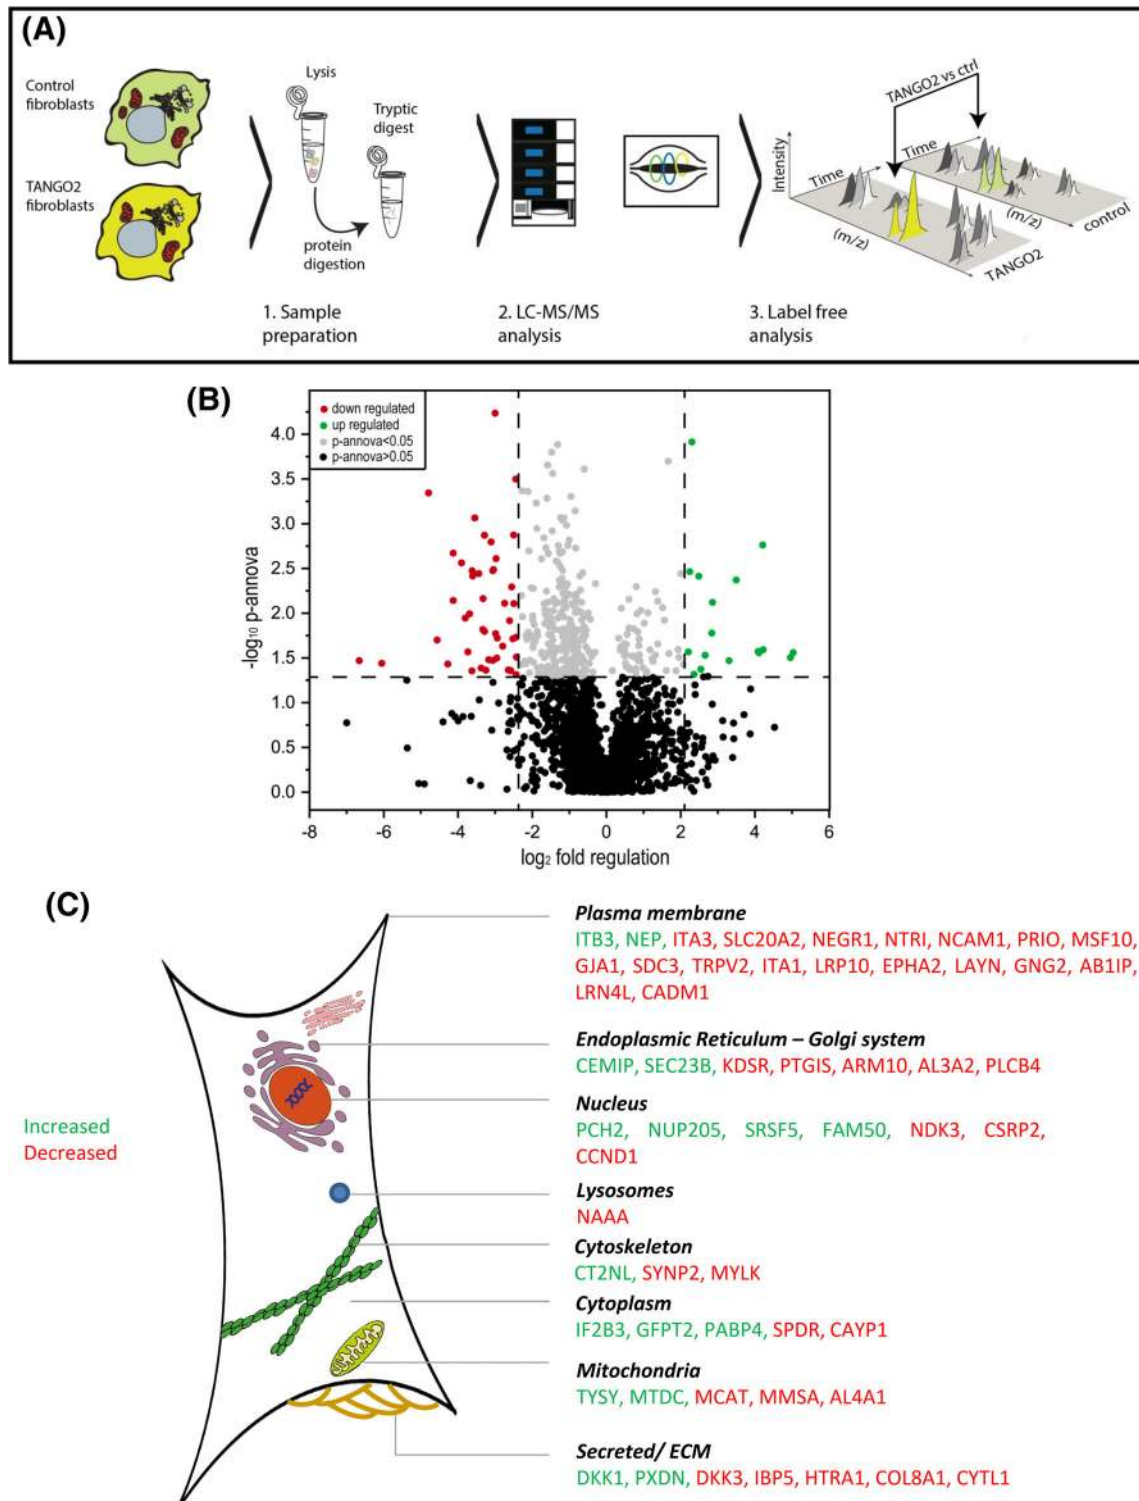 (A)
Control
fibroblasts
TANGO2
fibroblasts
Lysis
Tryptic
digest
protein
digestion
1. Sample
preparation
2. LC-MS/MS
analysis
3. Label free
analysis
TANGO2 vs ctrl
Intensity
Time
Time
(m/z)
(m/z)
control
TANGO2
(B)
down regulated
up regulated
p-annova<0.05
p-annova>0.05
-log10 p-annova
4.0
3.5
3.0
2.5
2.0
1.5
1.0
0.5
0.0
-8 -6 -4 -2 0 2 4 6
log2 fold regulation
(C)
Increased
Decreased
Plasma membrane
ITB3, NEP, ITA3, SLC20A2, NEGR1, NTRI, NCAM1, PRIO, MSF10,
GJA1, SDC3, TRPV2, ITA1, LRP10, EPHA2, LAYN, GNG2, AB1IP,
LRN4L, CADM1
Endoplasmic Reticulum – Golgi system
CEMIP, SEC23B, KDSR, PTGIS, ARM10, AL3A2, PLCB4
Nucleus
PCH2, NUP205, SRSF5, FAM50, NDK3, CSRP2,
CCND1
Lysosomes
NAAA
Cytoskeleton
CT2NL, SYNP2, MYLK
Cytoplasm
IF2B3, GFPT2, PABP4, SPDR, CAYP1
Mitochondria
TYSY, MTDC, MCAT, MMSA, AL4A1
Secreted/ ECM
DKK1, PXDN, DKK3, IBP5, HTRA1, COL8A1, CYTL1